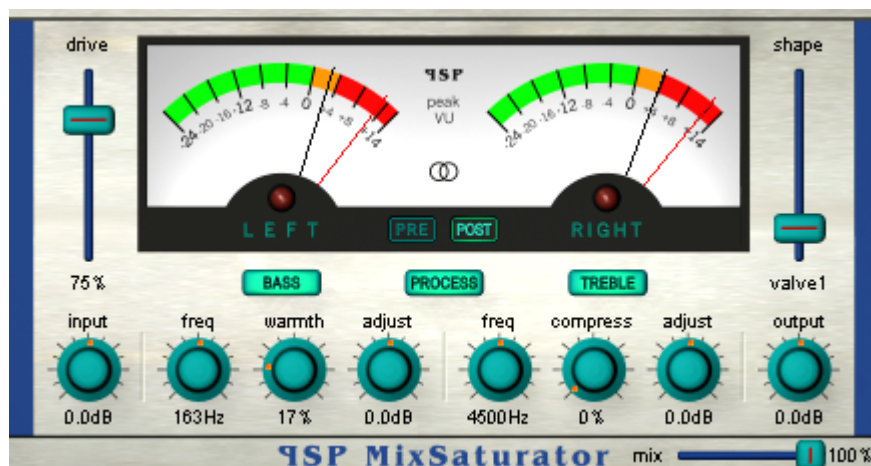 drive
shape
-24 -20 -16 -12 -8 -4 0 +4 +8 +14
PSP
peak
VU
-24 -20 -16 -12 -8 -4 0 +4 +8 +14
LEFT
PRE
POST
RIGHT
75%
BASS
PROCESS
TREBLE
valve1
input
freq
warmth
adjust
freq
compress
adjust
output
0.0dB
163Hz
17%
0.0dB
4500Hz
0%
0.0dB
0.0dB
PSP MixSaturator
mix
100%